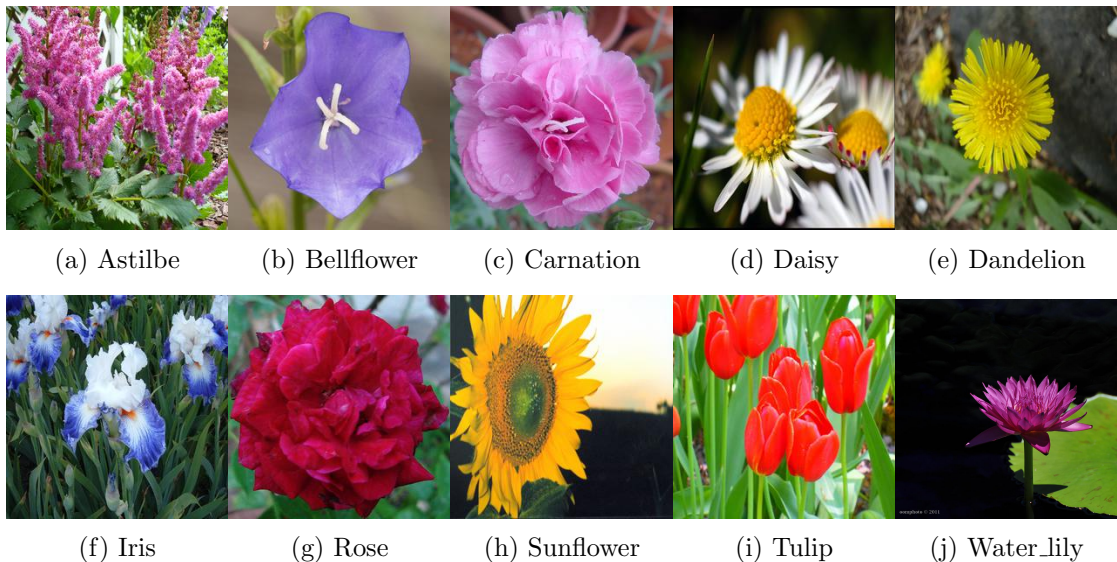 (a) Astilbe
(b) Bellflower
(c) Carnation
(d) Daisy
(e) Dandelion
(f) Iris
(g) Rose
(h) Sunflower
(i) Tulip
(j) Water_lily